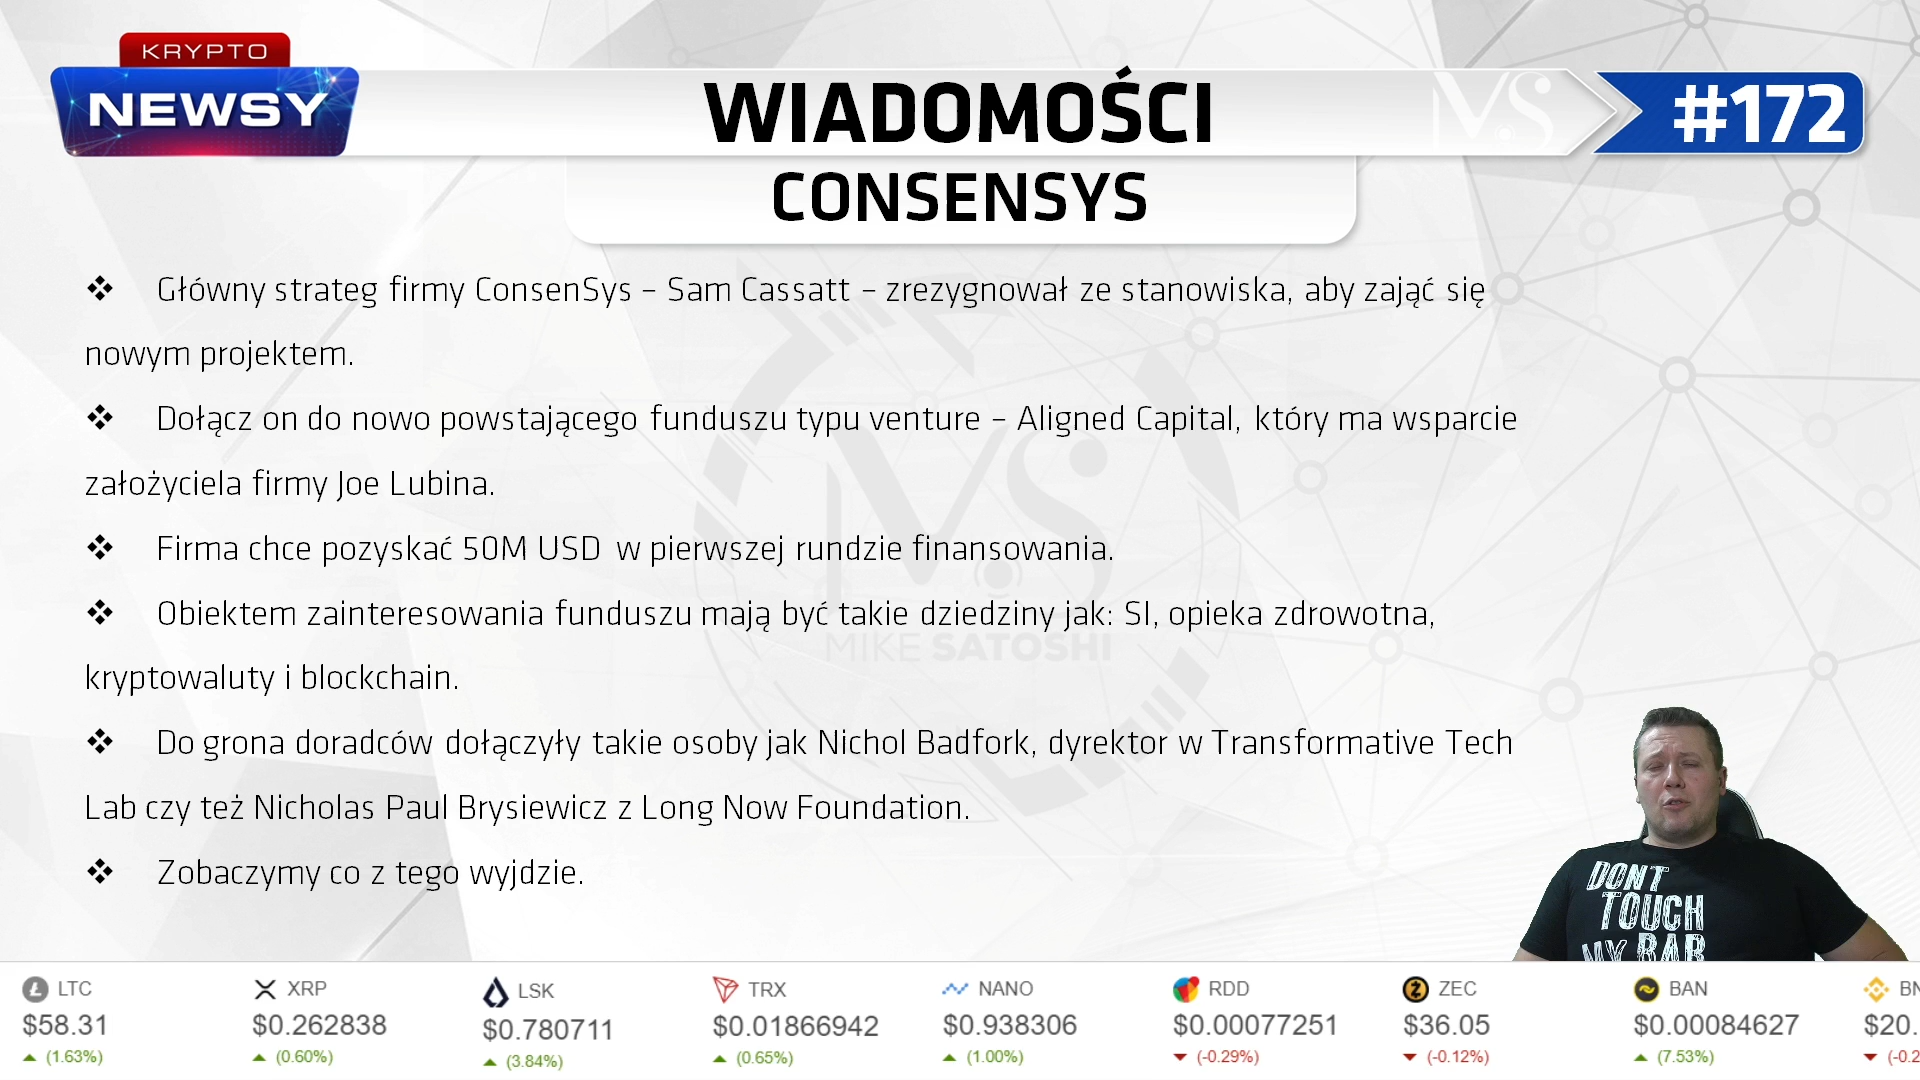 KRYPTO
NEWSY
WIADOMOŚCI
#172
CONSENSYS
❖ Główny strateg firmy ConsenSys – Sam Cassatt – zrezygnował ze stanowiska, aby zająć się
nowym projektem.
❖ Dołącz on do nowo powstającego funduszu typu venture – Aligned Capital, który ma wsparcie
założyciela firmy Joe Lubina.
❖ Firma chce pozyskać 50M USD w pierwszej rundzie finansowania.
❖ Obiektem zainteresowania funduszu mają być takie dziedziny jak: SI, opieka zdrowotna,
kryptowaluty i blockchain.
❖ Do grona doradców dołączyły takie osoby jak Nichol Badfork, dyrektor w Transformative Tech
Lab czy też Nicholas Paul Brysiewicz z Long Now Foundation.
❖ Zobaczymy co z tego wyjdzie.
MS
MIKE SATOSHI
DONT
TOUCH
MY
LTC XRP LSK TRX NANO RDD ZEC BAN BN
$58.31 $0.262838 $0.780711 $0.01866942 $0.938306 $0.00077251 $36.05 $0.00084627 $20.
(1.63%) (0.60%) (3.84%) (0.65%) (1.00%) (-0.29%) (-0.12%) (7.53%) (-0.2